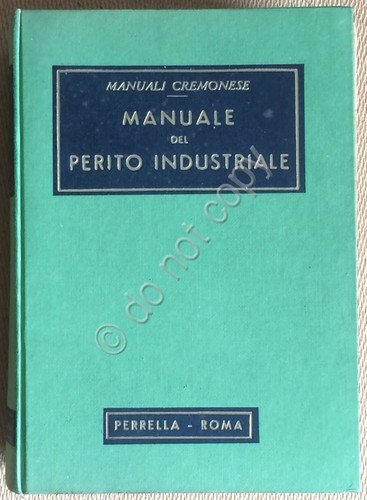 MANUALI CREMONESE
MANUALE
DEL
PERITO INDUSTRIALE
© do not copy
PERRELLA - ROMA